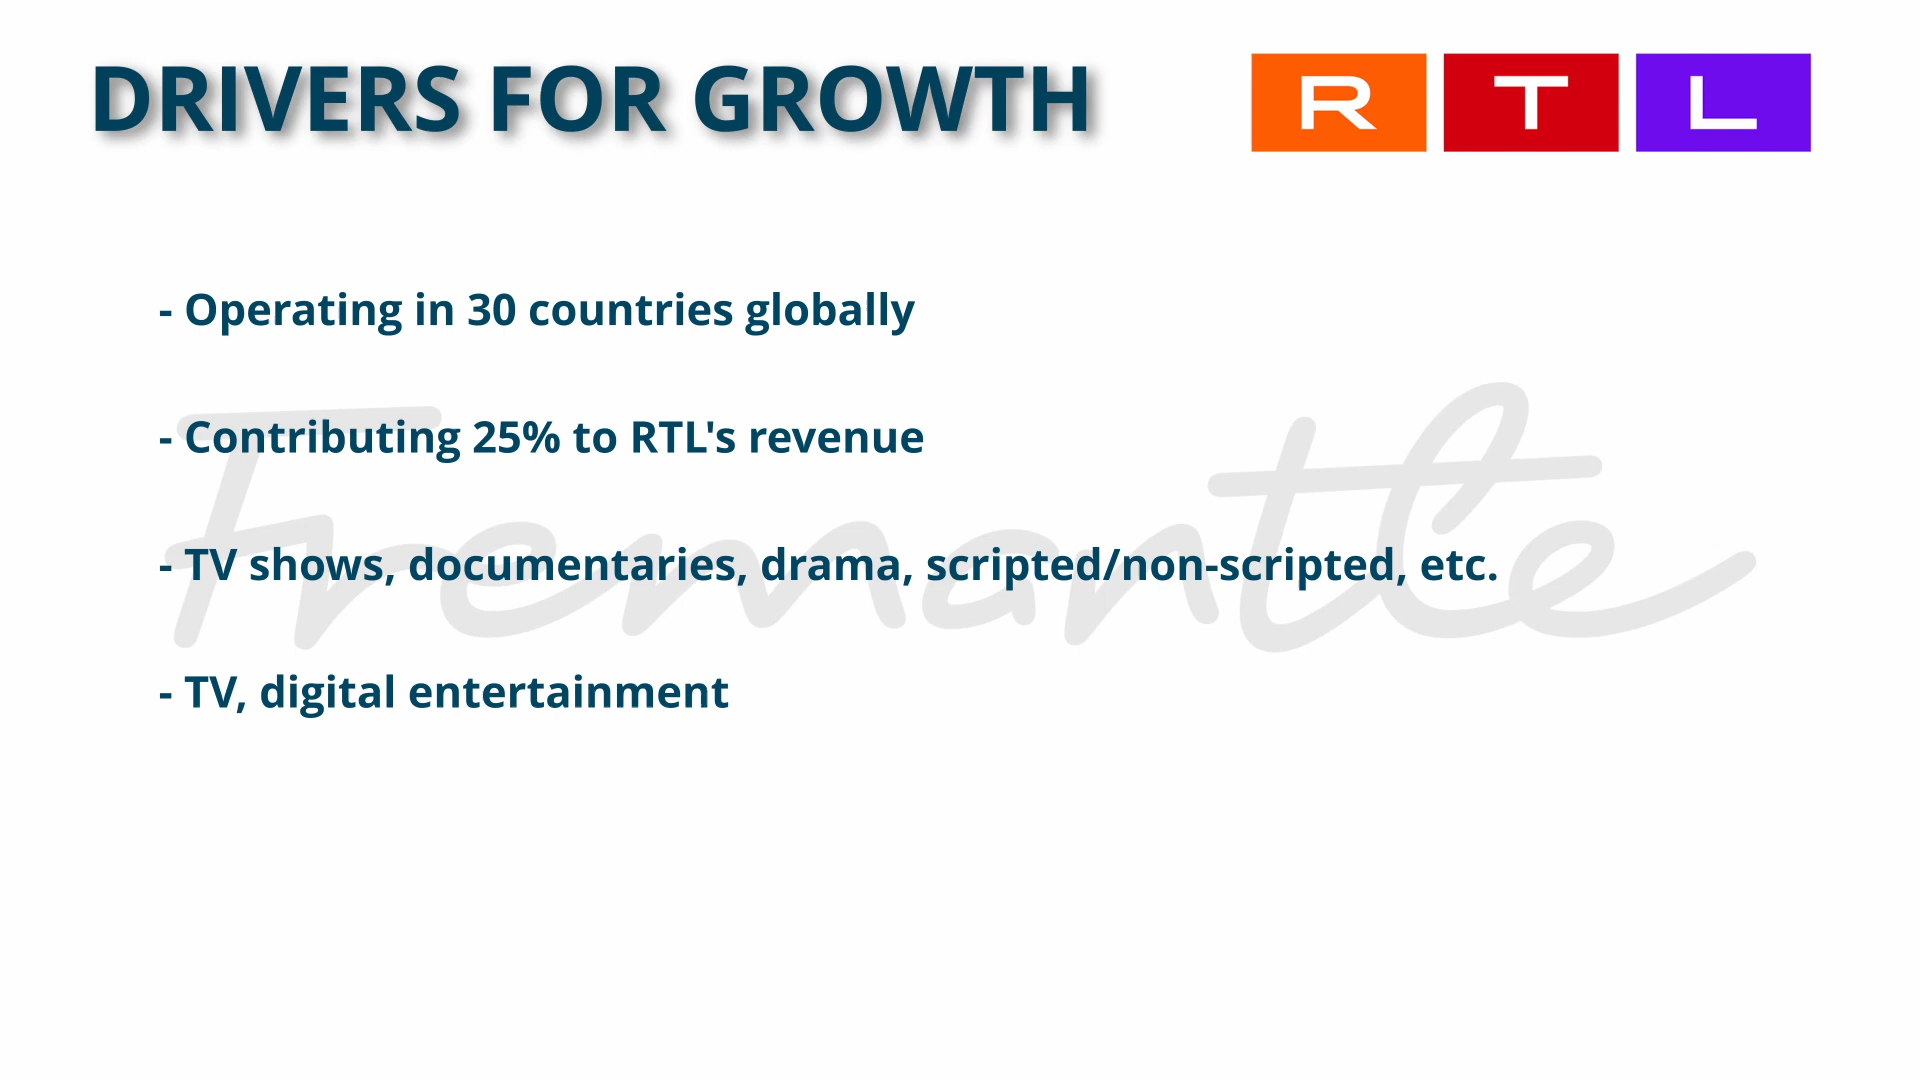 DRIVERS FOR GROWTH
R T L
- Operating in 30 countries globally
- Contributing 25% to RTL's revenue
Fremantle
- TV shows, documentaries, drama, scripted/non-scripted, etc.
- TV, digital entertainment